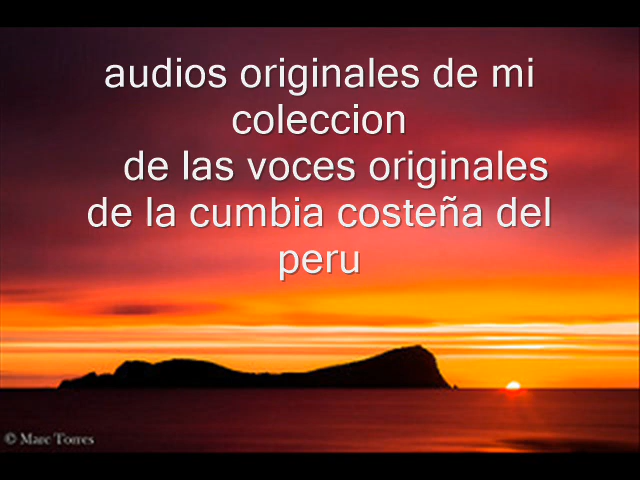 audios originales de mi
coleccion
de las voces originales
de la cumbia costeña del
peru
© Marc Torres